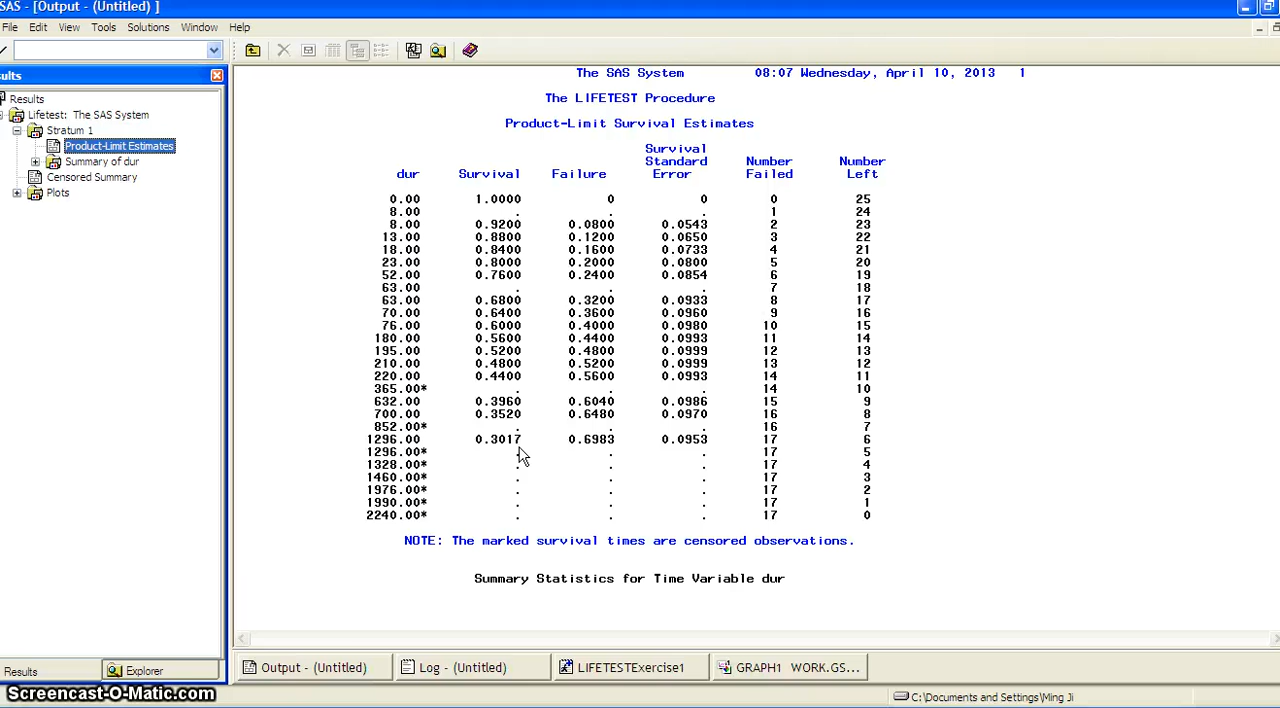 SAS - [Output - (Untitled) ]
File Edit View Tools Solutions Window Help
sults
Results
Lifetest: The SAS System
Stratum 1
Product-Limit Estimates
Summary of dur
Censored Summary
Plots
The SAS System 08:07 Wednesday, April 10, 2013 1
The LIFETEST Procedure
Product-Limit Survival Estimates
Survival
Standard Number Number
dur Survival Failure Error Failed Left
0.00 1.0000 0 0 0 25
8.00 . . . 1 24
8.00 0.9200 0.0800 0.0543 2 23
13.00 0.8800 0.1200 0.0650 3 22
18.00 0.8400 0.1600 0.0733 4 21
23.00 0.8000 0.2000 0.0800 5 20
52.00 0.7600 0.2400 0.0854 6 19
63.00 . . . 7 18
63.00 0.6800 0.3200 0.0933 8 17
70.00 0.6400 0.3600 0.0960 9 16
76.00 0.6000 0.4000 0.0980 10 15
180.00 0.5600 0.4400 0.0993 11 14
195.00 0.5200 0.4800 0.0999 12 13
210.00 0.4800 0.5200 0.0999 13 12
220.00 0.4400 0.5600 0.0993 14 11
365.00* . . . 14 10
632.00 0.3960 0.6040 0.0986 15 9
700.00 0.3520 0.6480 0.0970 16 8
852.00* . . . 16 7
1296.00 0.3017 0.6983 0.0953 17 6
1296.00* . . . 17 5
1328.00* . . . 17 4
1460.00* . . . 17 3
1976.00* . . . 17 2
1990.00* . . . 17 1
2240.00* . . . 17 0
NOTE: The marked survival times are censored observations.
Summary Statistics for Time Variable dur
Results Explorer
Output - (Untitled) Log - (Untitled) LIFETESTExercise1 GRAPH1 WORK.GS...
Screencast-O-Matic.com
C:\Documents and Settings\Ming Ji